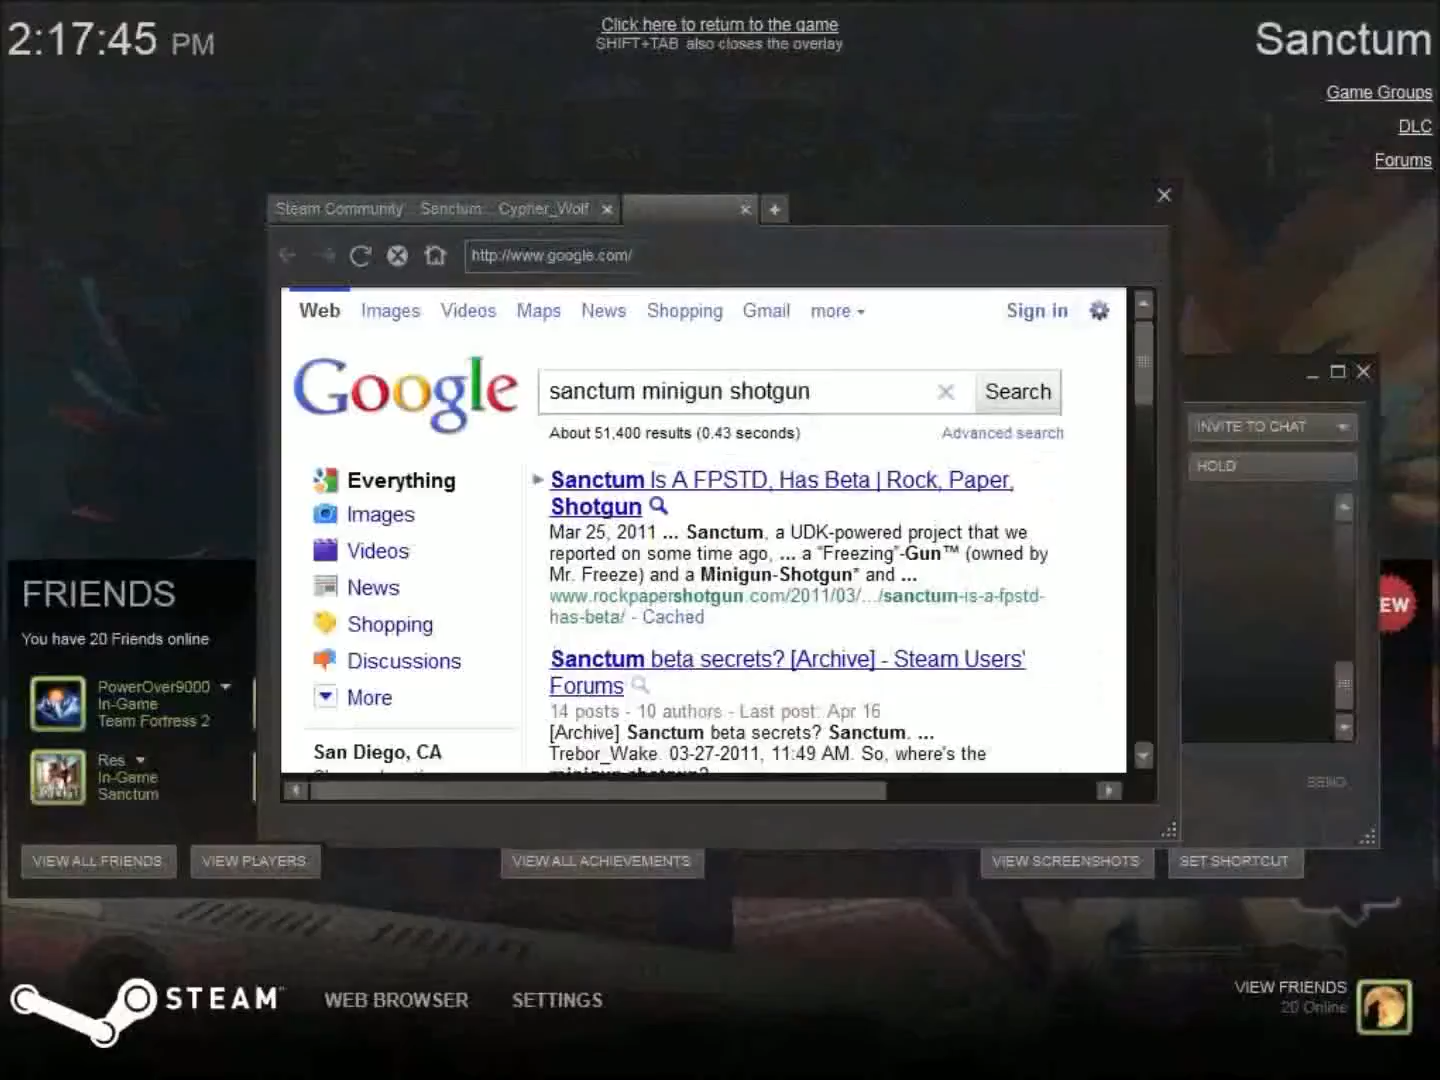 2:17:45 PM
Click here to return to the game
SHIFT+TAB also closes the overlay
Sanctum
Game Groups
DLC
Forums
Steam Community Sanctum Cypher_Wolf
http://www.google.com/
Web Images Videos Maps News Shopping Gmail more Sign in
Google
sanctum minigun shotgun
Search
About 51,400 results (0.43 seconds)
Advanced search
Everything
Images
Videos
News
Shopping
Discussions
More
San Diego, CA
Sanctum Is A FPSTD, Has Beta | Rock, Paper,
Shotgun
Mar 25, 2011 ... Sanctum, a UDK-powered project that we
reported on some time ago, ... a "Freezing"-Gun™ (owned by
Mr. Freeze) and a Minigun-Shotgun* and ...
www.rockpapershotgun.com/2011/03/.../sanctum-is-a-fpstd-
has-beta/ - Cached
Sanctum beta secrets? [Archive] - Steam Users'
Forums
14 posts - 10 authors - Last post: Apr 16
[Archive] Sanctum beta secrets? Sanctum. ...
Trebor_Wake. 03-27-2011, 11:49 AM. So, where's the
minigun shotgun?
INVITE TO CHAT
HOLD
SEND
EW
FRIENDS
You have 20 Friends online
PowerOver9000
In-Game
Team Fortress 2
Res
In-Game
Sanctum
VIEW ALL FRIENDS
VIEW PLAYERS
VIEW ALL ACHIEVEMENTS
VIEW SCREENSHOTS
SET SHORTCUT
STEAM™
WEB BROWSER
SETTINGS
VIEW FRIENDS
20 Online